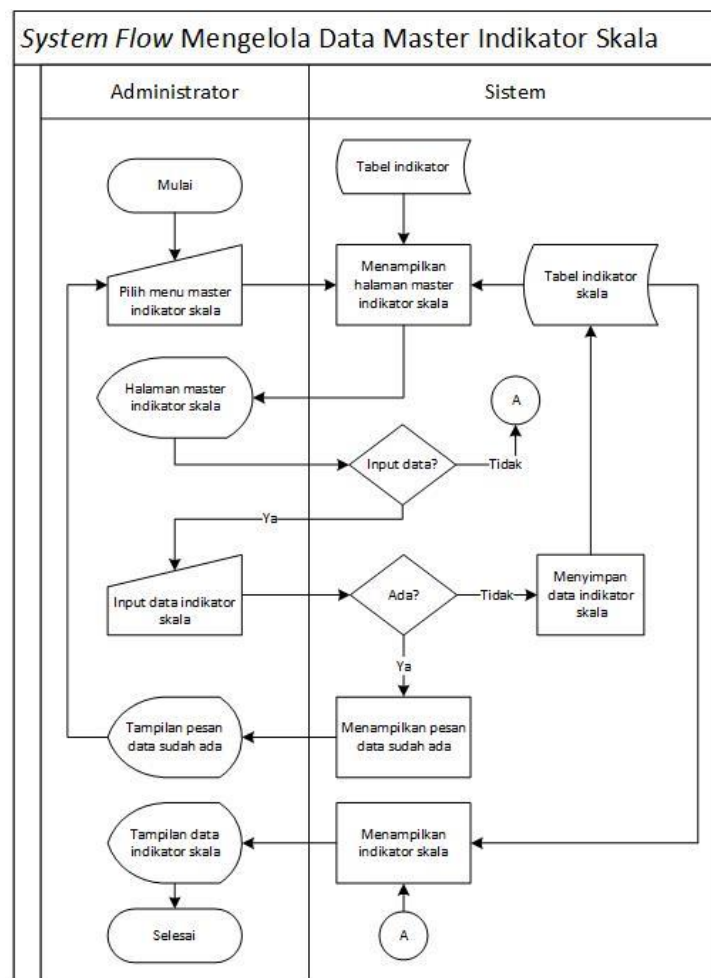 System Flow Mengelola Data Master Indikator Skala
Administrator
Sistem
Mulai
Tabel indikator
Pilih menu master
indikator skala
Menampilkan
halaman master
indikator skala
Tabel indikator
skala
Halaman master
indikator skala
A
Input data?
Tidak
Ya
Input data indikator
skala
Ada?
Tidak
Menyimpan
data indikator
skala
Ya
Tampilan pesan
data sudah ada
Menampilkan pesan
data sudah ada
Tampilan data
indikator skala
Menampilkan
indikator skala
Selesai
A